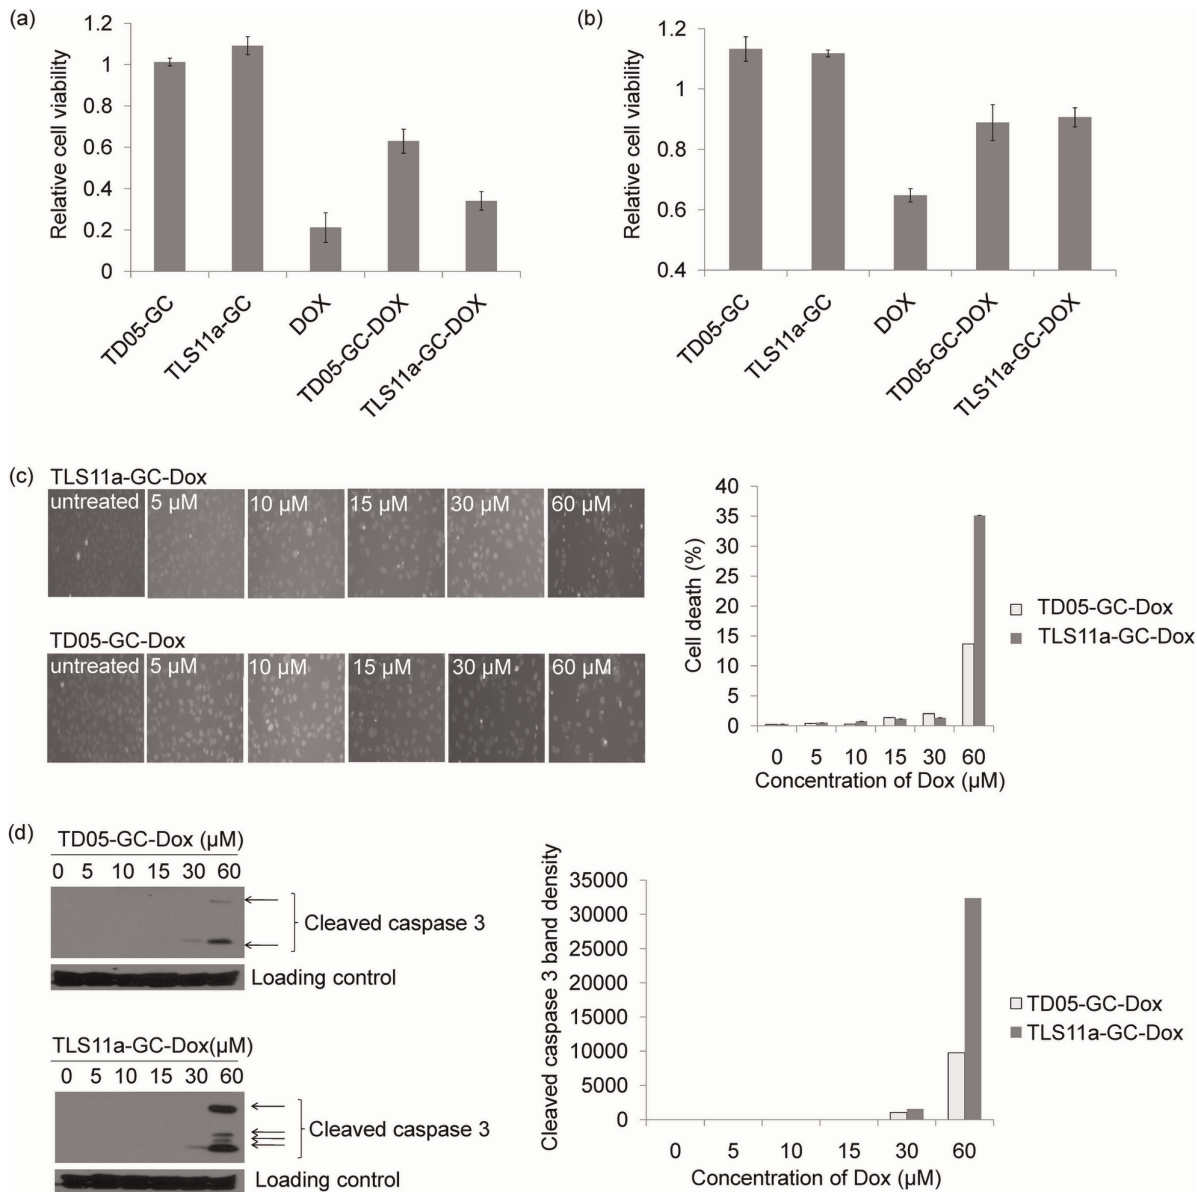 (a)
1.2
1
0.8
0.6
0.4
0.2
0
Relative cell viability
TD05-GC
TLS11a-GC
DOX
TD05-GC-DOX
TLS11a-GC-DOX
(b)
1.2
1
0.8
0.6
0.4
Relative cell viability
TD05-GC
TLS11a-GC
DOX
TD05-GC-DOX
TLS11a-GC-DOX
(c)
TLS11a-GC-Dox
untreated 5 µM 10 µM 15 µM 30 µM 60 µM
TD05-GC-Dox
untreated 5 µM 10 µM 15 µM 30 µM 60 µM
40
35
30
25
20
15
10
5
0
Cell death (%)
0 5 10 15 30 60
Concentration of Dox (µM)
TD05-GC-Dox
TLS11a-GC-Dox
(d)
TD05-GC-Dox (µM)
0 5 10 15 30 60
Cleaved caspase 3
Loading control
TLS11a-GC-Dox(µM)
0 5 10 15 30 60
Cleaved caspase 3
Loading control
Cleaved caspase 3 band density
35000
30000
25000
20000
15000
10000
5000
0
0 5 10 15 30 60
Concentration of Dox (µM)
TD05-GC-Dox
TLS11a-GC-Dox